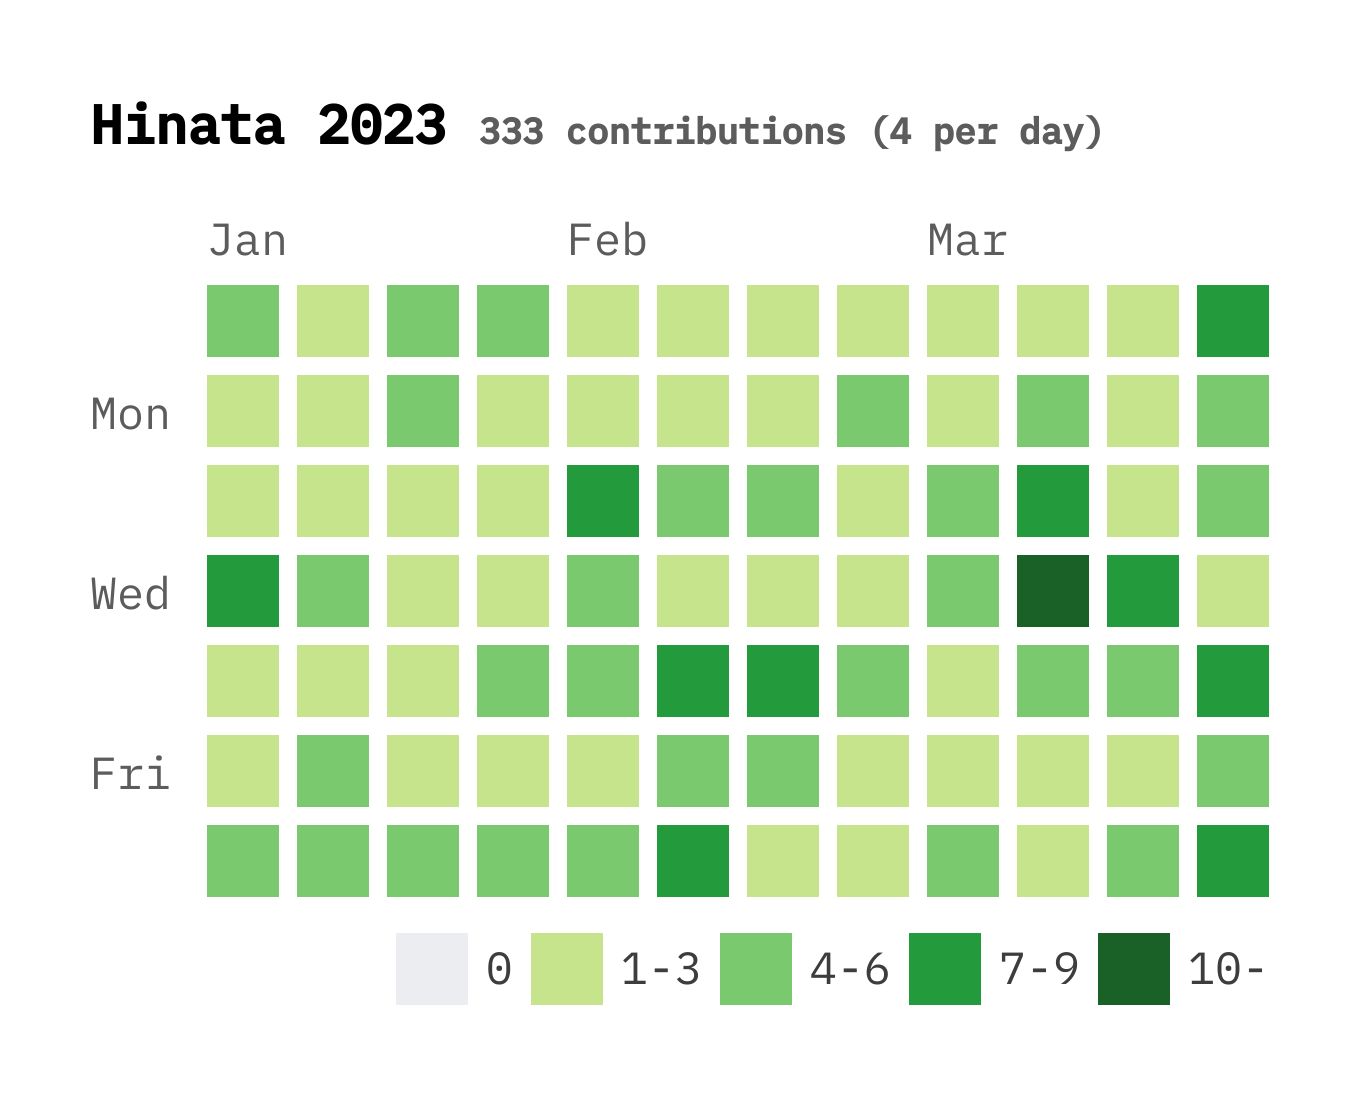 Hinata 2023 333 contributions (4 per day)
Jan Feb Mar
Mon
Wed
Fri
0 1-3 4-6 7-9 10-